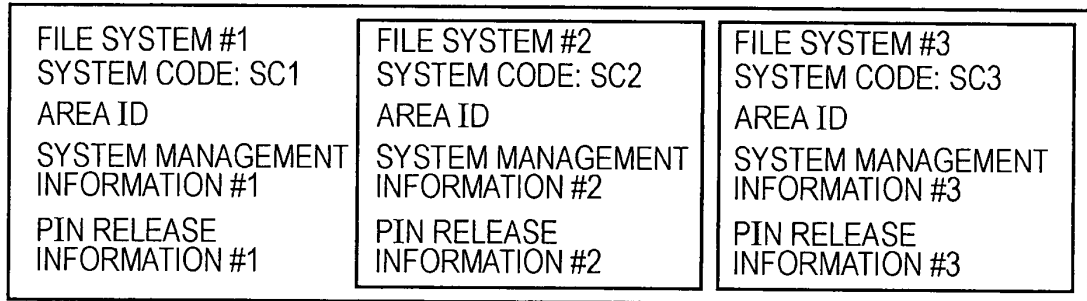 FILE SYSTEM #1
SYSTEM CODE: SC1
AREA ID
SYSTEM MANAGEMENT
INFORMATION #1
PIN RELEASE
INFORMATION #1
FILE SYSTEM #2
SYSTEM CODE: SC2
AREA ID
SYSTEM MANAGEMENT
INFORMATION #2
PIN RELEASE
INFORMATION #2
FILE SYSTEM #3
SYSTEM CODE: SC3
AREA ID
SYSTEM MANAGEMENT
INFORMATION #3
PIN RELEASE
INFORMATION #3